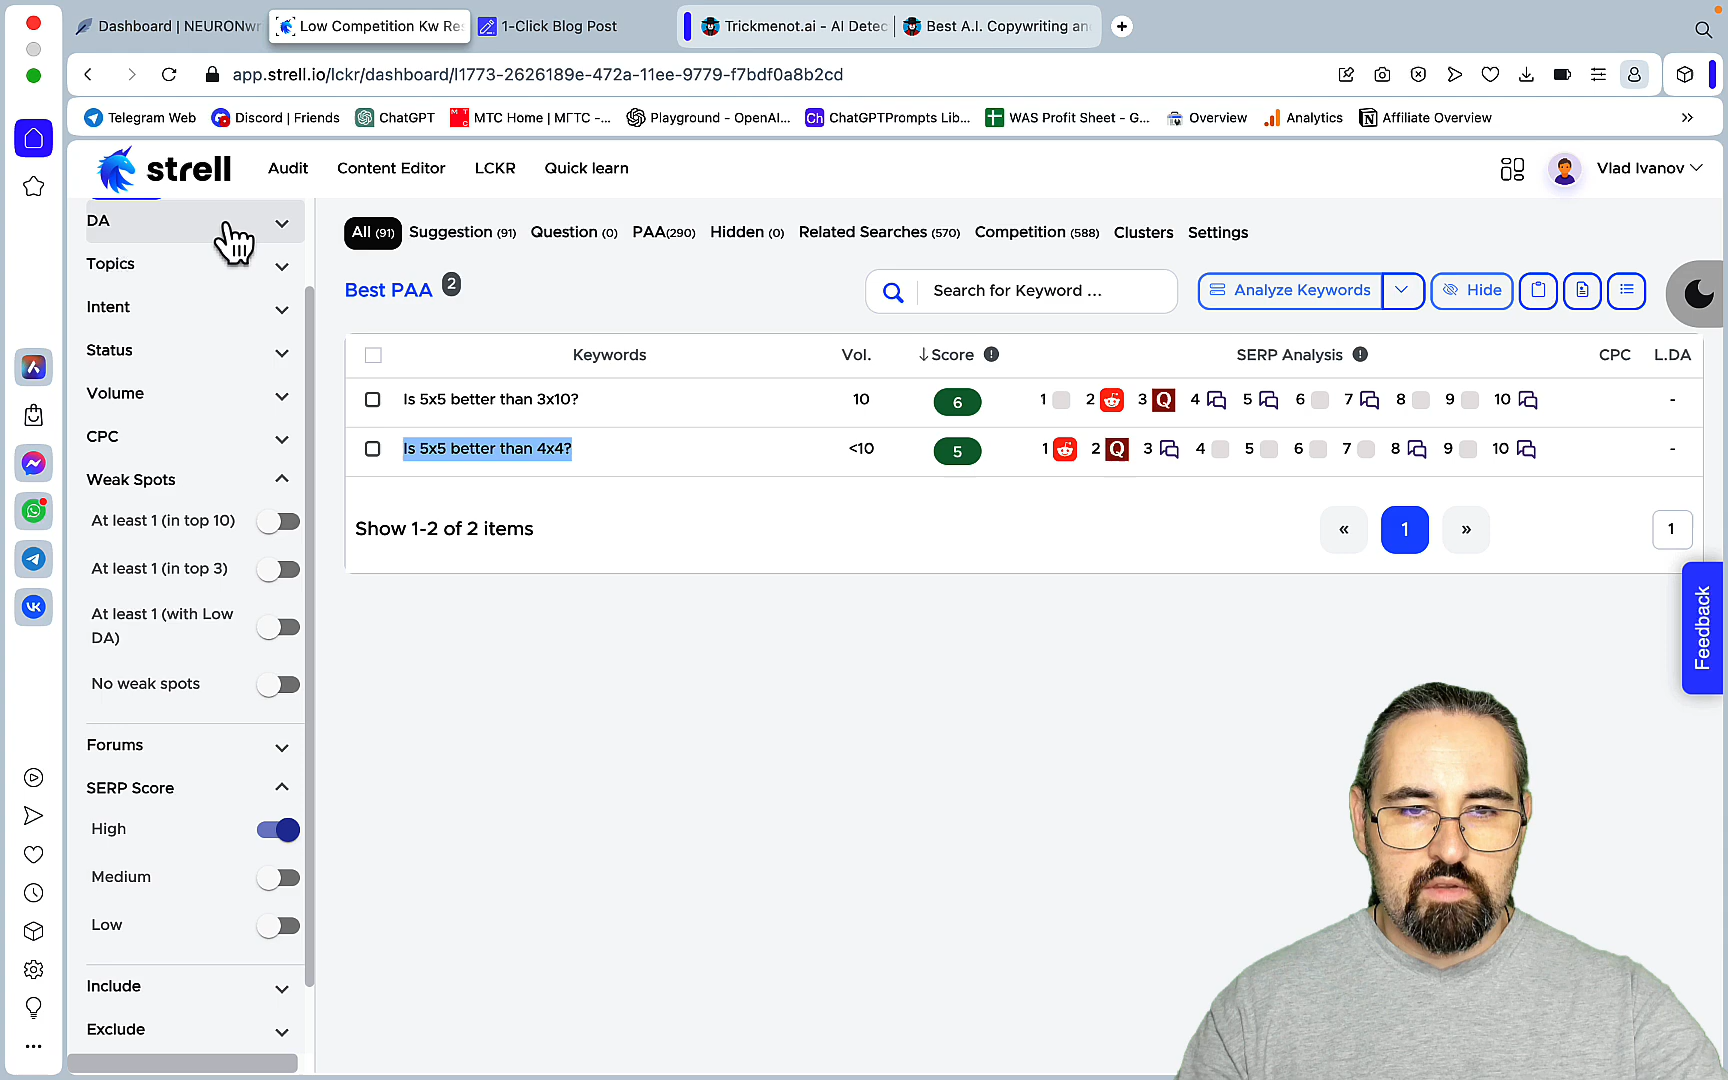 Dashboard | NEURONwr
Low Competition Kw Re
1-Click Blog Post
Trickmenot.ai - AI Detec
Best A.I. Copywriting an
app.strell.io/lckr/dashboard/l1773-2626189e-472a-11ee-9779-f7bdf0a8b2cd
Telegram Web
Discord | Friends
ChatGPT
MTC Home | МГТС -...
Playground - OpenAI...
ChatGPTPrompts Lib...
WAS Profit Sheet - G...
Overview
Analytics
Affiliate Overview
strell
Audit
Content Editor
LCKR
Quick learn
Vlad Ivanov
DA
Topics
Intent
Status
Volume
CPC
Weak Spots
At least 1 (in top 10)
At least 1 (in top 3)
At least 1 (with Low
DA)
No weak spots
Forums
SERP Score
High
Medium
Low
Include
Exclude
All (91)
Suggestion (91)
Question (0)
PAA(290)
Hidden (0)
Related Searches (570)
Competition (588)
Clusters
Settings
Best PAA 2
Search for Keyword ...
Analyze Keywords
Hide
Keywords Vol. Score SERP Analysis CPC L.DA
Is 5x5 better than 3x10? 10 6 1 2 3 4 5 6 7 8 9 10 -
Is 5x5 better than 4x4? <10 5 1 2 3 4 5 6 7 8 9 10 -
Show 1-2 of 2 items
« 1 » 1
Feedback